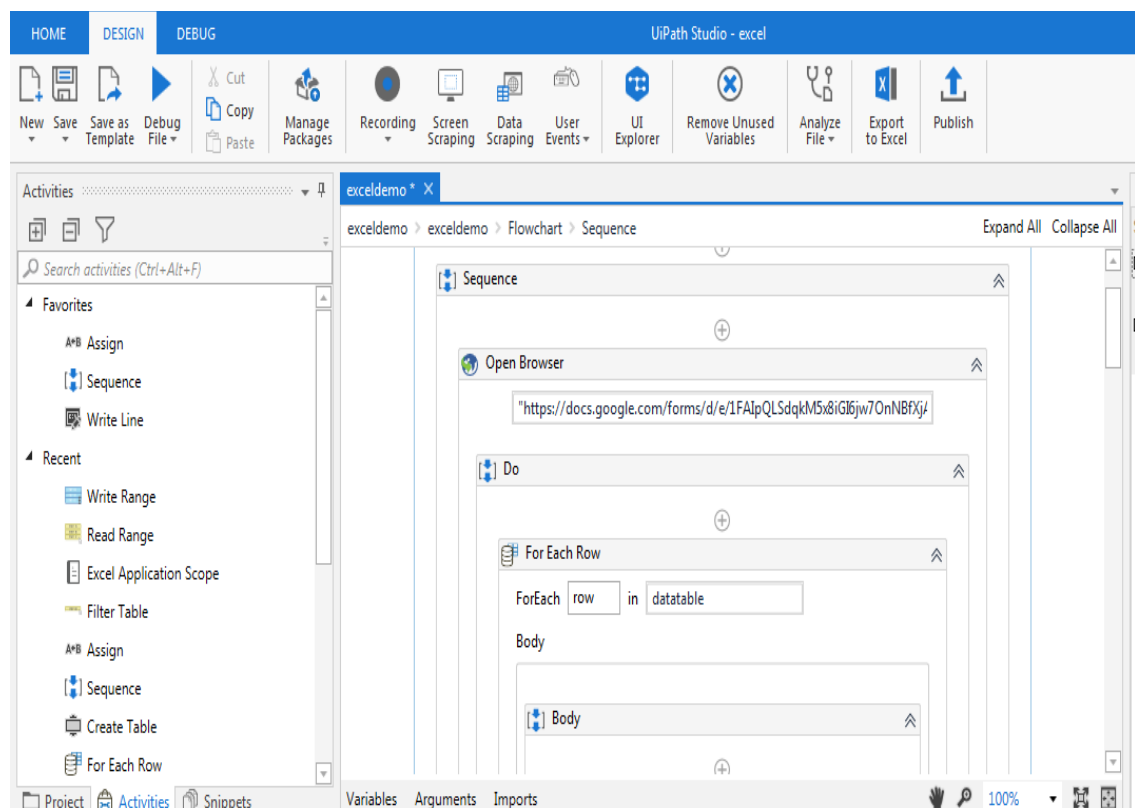 HOME DESIGN DEBUG UiPath Studio - excel
New Save Save as Template Debug File Cut Copy Paste Manage Packages Recording Screen Scraping Data Scraping User Events UI Explorer Remove Unused Variables Analyze File Export to Excel Publish
Activities
Search activities (Ctrl+Alt+F)
Favorites
A+B Assign
Sequence
Write Line
Recent
Write Range
Read Range
Excel Application Scope
Filter Table
A+B Assign
Sequence
Create Table
For Each Row
Project Activities Snippets
exceldemo * X
exceldemo > exceldemo > Flowchart > Sequence Expand All Collapse All
Sequence
Open Browser
"https://docs.google.com/forms/d/e/1FAIpQLSdqkM5x8iGI6jw7OnNBfXjA
Do
For Each Row
ForEach row in datatable
Body
Body
Variables Arguments Imports 100%